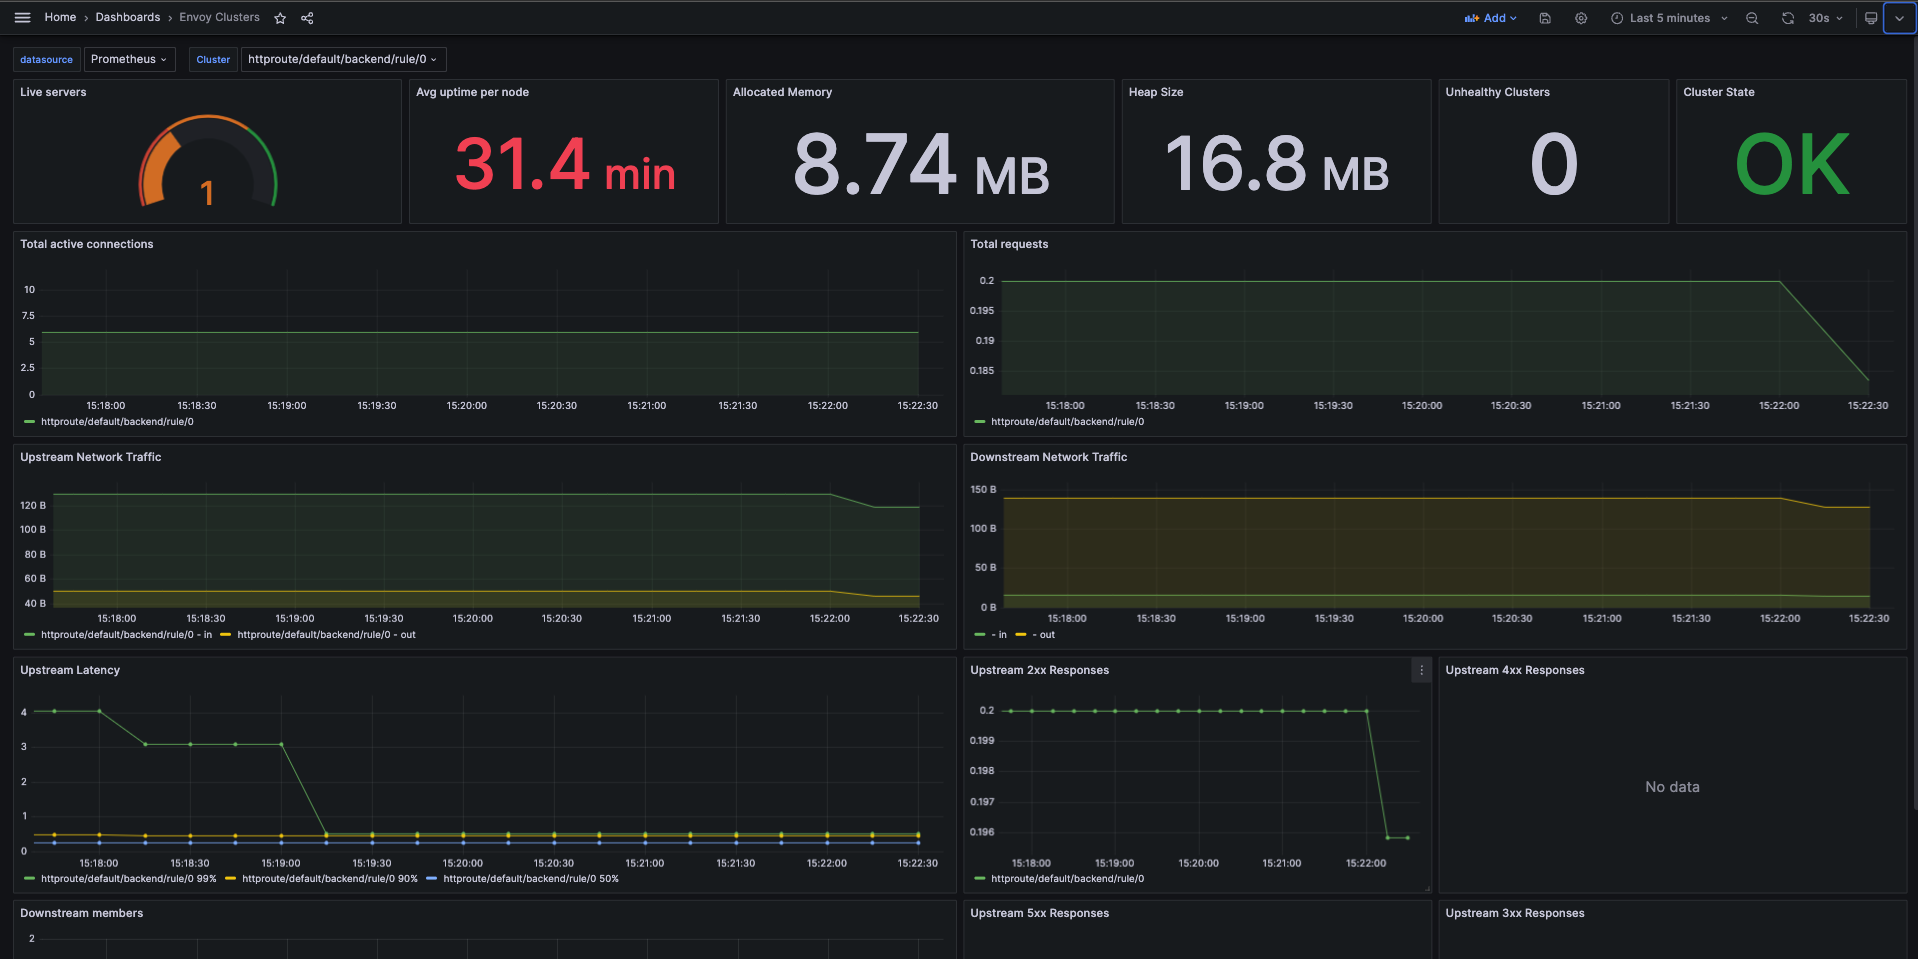 Home › Dashboards › Envoy Clusters
Add
Last 5 minutes
30s
datasource
Prometheus
Cluster
httproute/default/backend/rule/0
Live servers
1
Avg uptime per node
31.4 min
Allocated Memory
8.74 MB
Heap Size
16.8 MB
Unhealthy Clusters
0
Cluster State
OK
Total active connections
10
7.5
5
2.5
0
15:18:00 15:18:30 15:19:00 15:19:30 15:20:00 15:20:30 15:21:00 15:21:30 15:22:00 15:22:30
httproute/default/backend/rule/0
Total requests
0.2
0.195
0.19
0.185
15:18:00 15:18:30 15:19:00 15:19:30 15:20:00 15:20:30 15:21:00 15:21:30 15:22:00 15:22:30
httproute/default/backend/rule/0
Upstream Network Traffic
120 B
100 B
80 B
60 B
40 B
15:18:00 15:18:30 15:19:00 15:19:30 15:20:00 15:20:30 15:21:00 15:21:30 15:22:00 15:22:30
httproute/default/backend/rule/0 - in httproute/default/backend/rule/0 - out
Downstream Network Traffic
150 B
100 B
50 B
0 B
15:18:00 15:18:30 15:19:00 15:19:30 15:20:00 15:20:30 15:21:00 15:21:30 15:22:00 15:22:30
- in - out
Upstream Latency
4
3
2
1
0
15:18:00 15:18:30 15:19:00 15:19:30 15:20:00 15:20:30 15:21:00 15:21:30 15:22:00 15:22:30
httproute/default/backend/rule/0 99% httproute/default/backend/rule/0 90% httproute/default/backend/rule/0 50%
Upstream 2xx Responses
0.2
0.199
0.198
0.197
0.196
15:18:00 15:19:00 15:20:00 15:21:00 15:22:00
httproute/default/backend/rule/0
Upstream 4xx Responses
No data
Downstream members
2
Upstream 5xx Responses
Upstream 3xx Responses